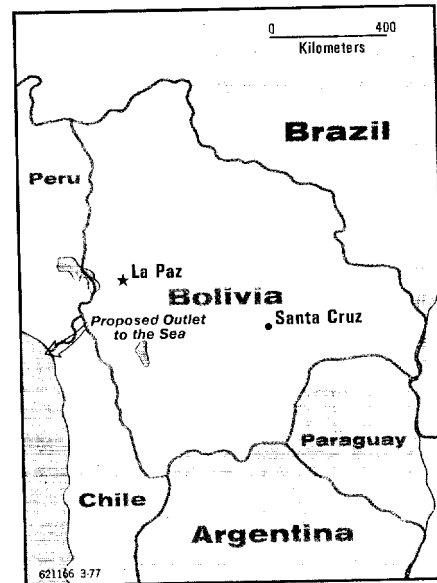 0 400
Kilometers
Brazil
Peru
La Paz
Bolivia
Santa Cruz
Proposed Outlet
to the Sea
Paraguay
Chile
Argentina
621166 3-77